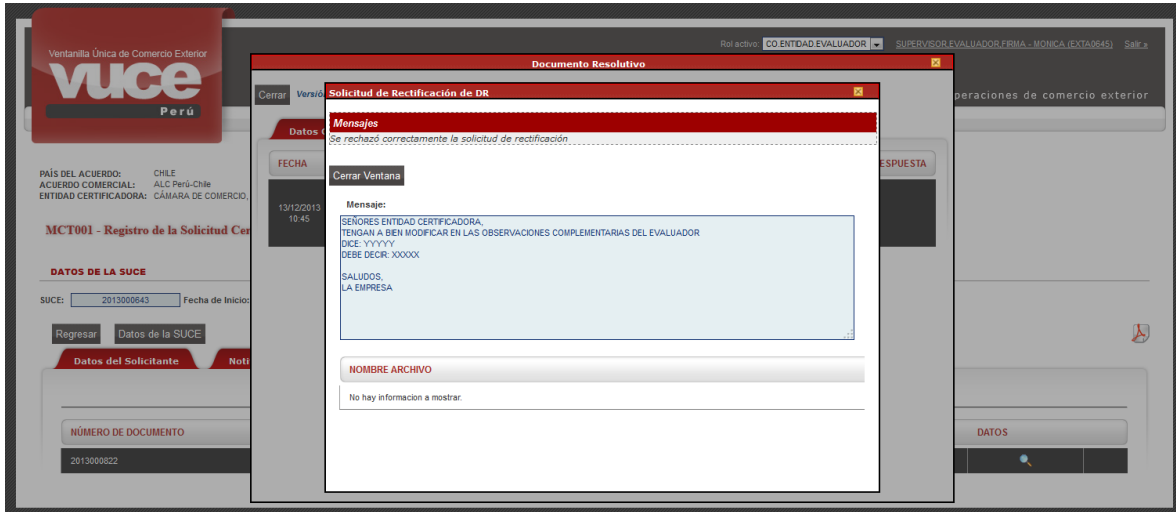 Ventanilla Única de Comercio Exterior
vuce
Perú
Rol activo: CO.ENTIDAD.EVALUADOR SUPERVISOR.EVALUADOR.FIRMA - MONICA (EXTA0645) Salir »
Documento Resolutivo
Cerrar Versió
Solicitud de Rectificación de DR
peraciones de comercio exterior
Mensajes
Datos
Se rechazó correctamente la solicitud de rectificación
FECHA
ESPUESTA
Cerrar Ventana
PAÍS DEL ACUERDO: CHILE
ACUERDO COMERCIAL: ALC Perú-Chile
ENTIDAD CERTIFICADORA: CÁMARA DE COMERCIO,
13/12/2013
10:45
Mensaje:
SEÑORES ENTIDAD CERTIFICADORA,
TENGAN A BIEN MODIFICAR EN LAS OBSERVACIONES COMPLEMENTARIAS DEL EVALUADOR
DICE: YYYYY
DEBE DECIR: XXXXX
SALUDOS,
LA EMPRESA
MCT001 - Registro de la Solicitud Cer
DATOS DE LA SUCE
SUCE: 2013000643 Fecha de Inicio:
Regresar Datos de la SUCE
Datos del Solicitante Noti
NOMBRE ARCHIVO
No hay informacion a mostrar.
NÚMERO DE DOCUMENTO
DATOS
2013000822